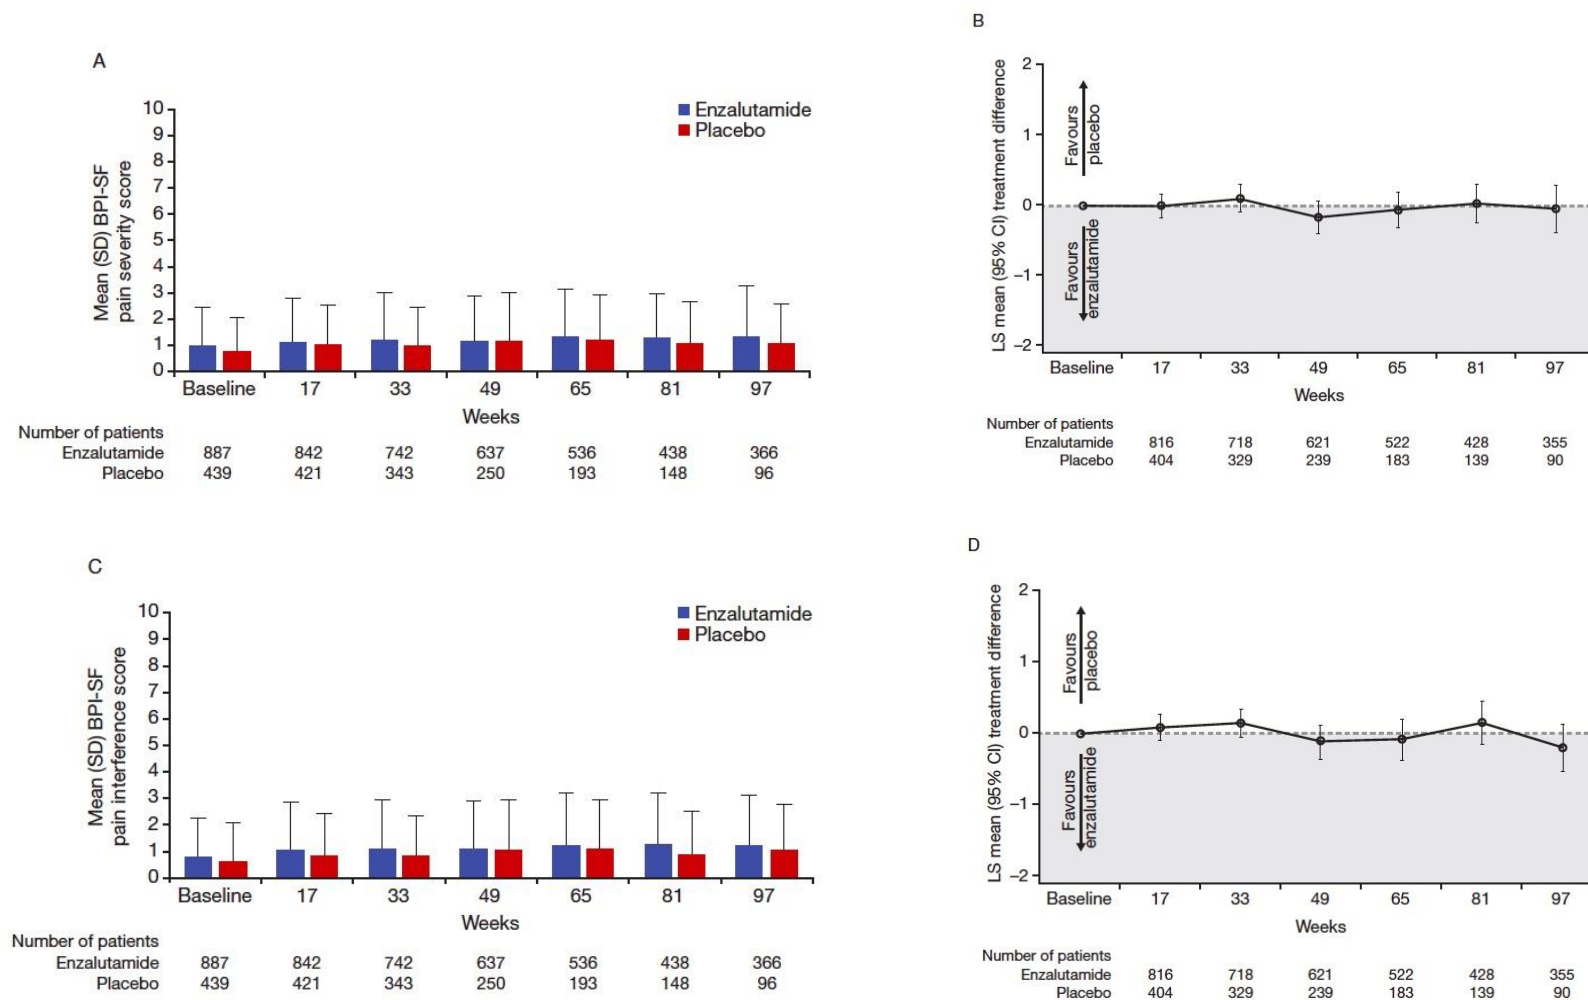 A
10
9
8
7
6
5
4
3
2
1
0
Mean (SD) BPI-SF
pain severity score
Enzalutamide
Placebo
Baseline 17 33 49 65 81 97
Weeks
Number of patients
Enzalutamide 887 842 742 637 536 438 366
Placebo 439 421 343 250 193 148 96
B
2
1
0
–1
–2
LS mean (95% CI) treatment difference
Favours
placebo
Favours
enzalutamide
Baseline 17 33 49 65 81 97
Weeks
Number of patients
Enzalutamide 816 718 621 522 428 355
Placebo 404 329 239 183 139 90
C
10
9
8
7
6
5
4
3
2
1
0
Mean (SD) BPI-SF
pain interference score
Enzalutamide
Placebo
Baseline 17 33 49 65 81 97
Weeks
Number of patients
Enzalutamide 887 842 742 637 536 438 366
Placebo 439 421 343 250 193 148 96
D
2
1
0
–1
–2
LS mean (95% CI) treatment difference
Favours
placebo
Favours
enzalutamide
Baseline 17 33 49 65 81 97
Weeks
Number of patients
Enzalutamide 816 718 621 522 428 355
Placebo 404 329 239 183 139 90